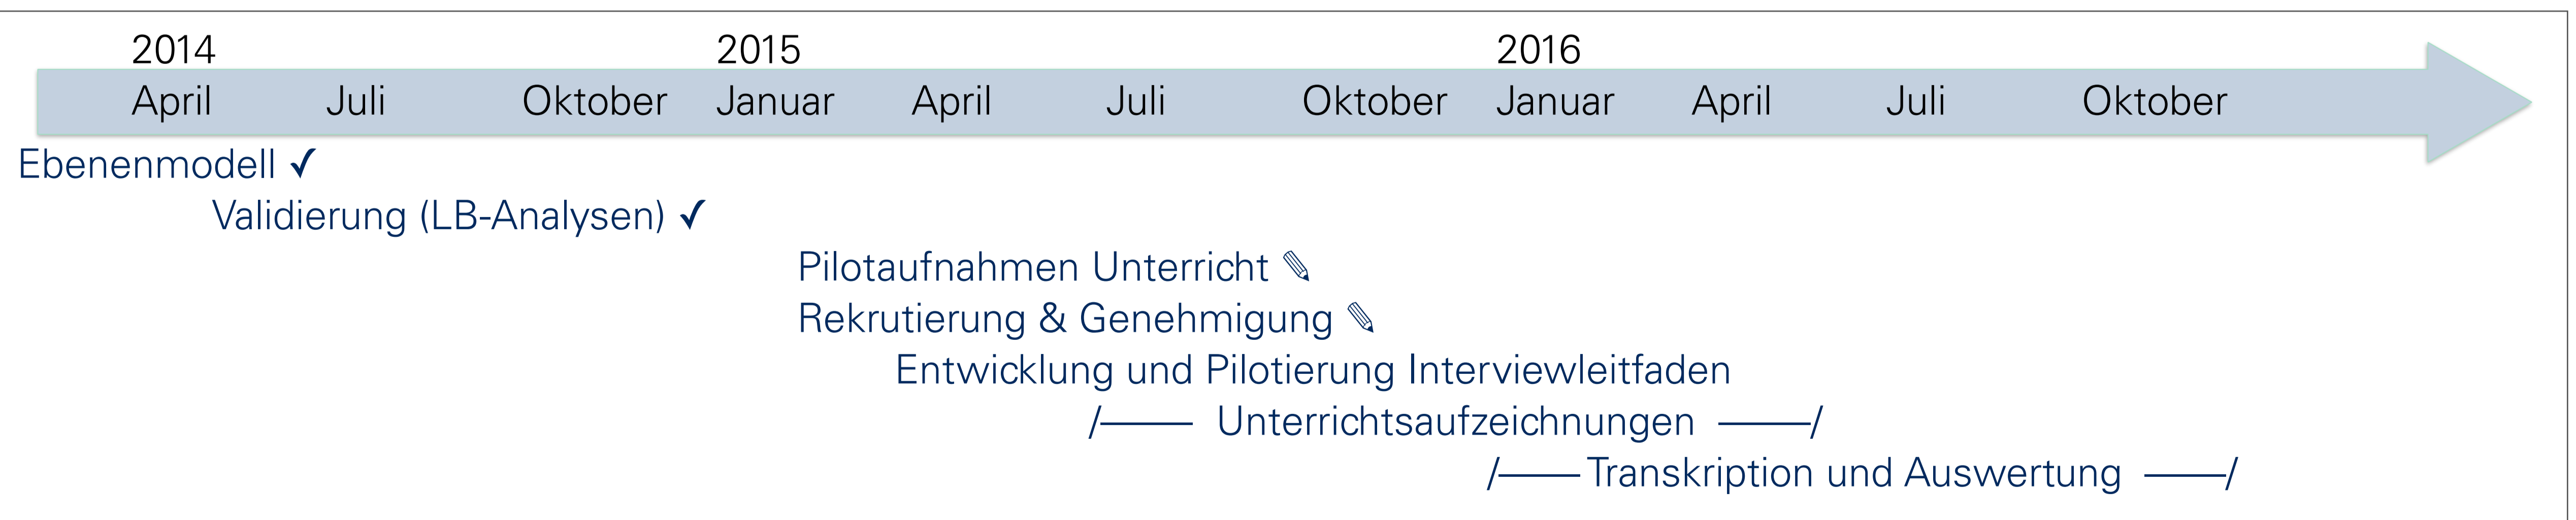 2014 2015 2016
April Juli Oktober Januar April Juli Oktober Januar April Juli Oktober
Ebenenmodell ✓
Validierung (LB-Analysen) ✓
Pilotaufnahmen Unterricht ✎
Rekrutierung & Genehmigung ✎
Entwicklung und Pilotierung Interviewleitfaden
/—— Unterrichtsaufzeichnungen ——/
/——Transkription und Auswertung ——/